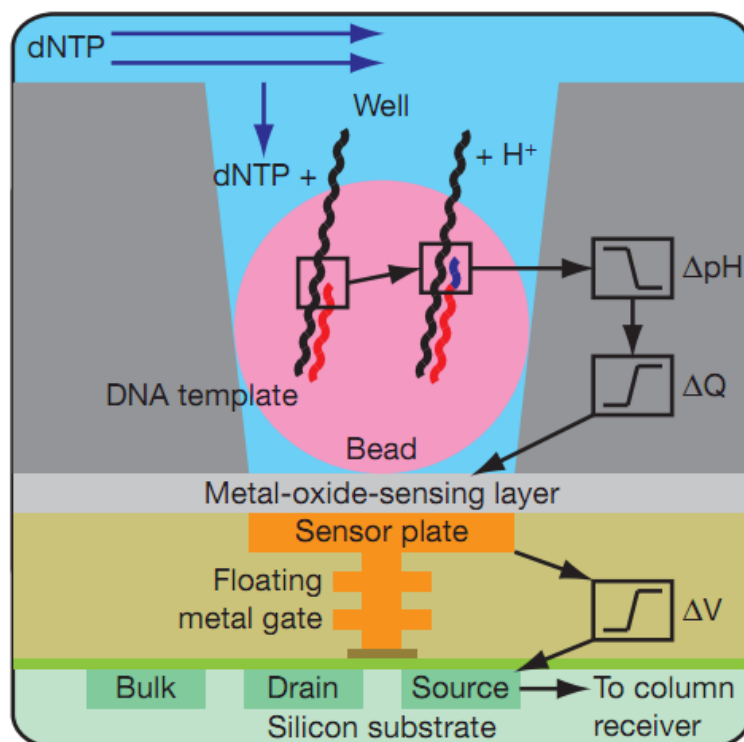 dNTP
Well
dNTP +
+ H⁺
ΔpH
ΔQ
DNA template
Bead
Metal-oxide-sensing layer
Sensor plate
Floating
metal gate
ΔV
Bulk
Drain
Source
To column
receiver
Silicon substrate